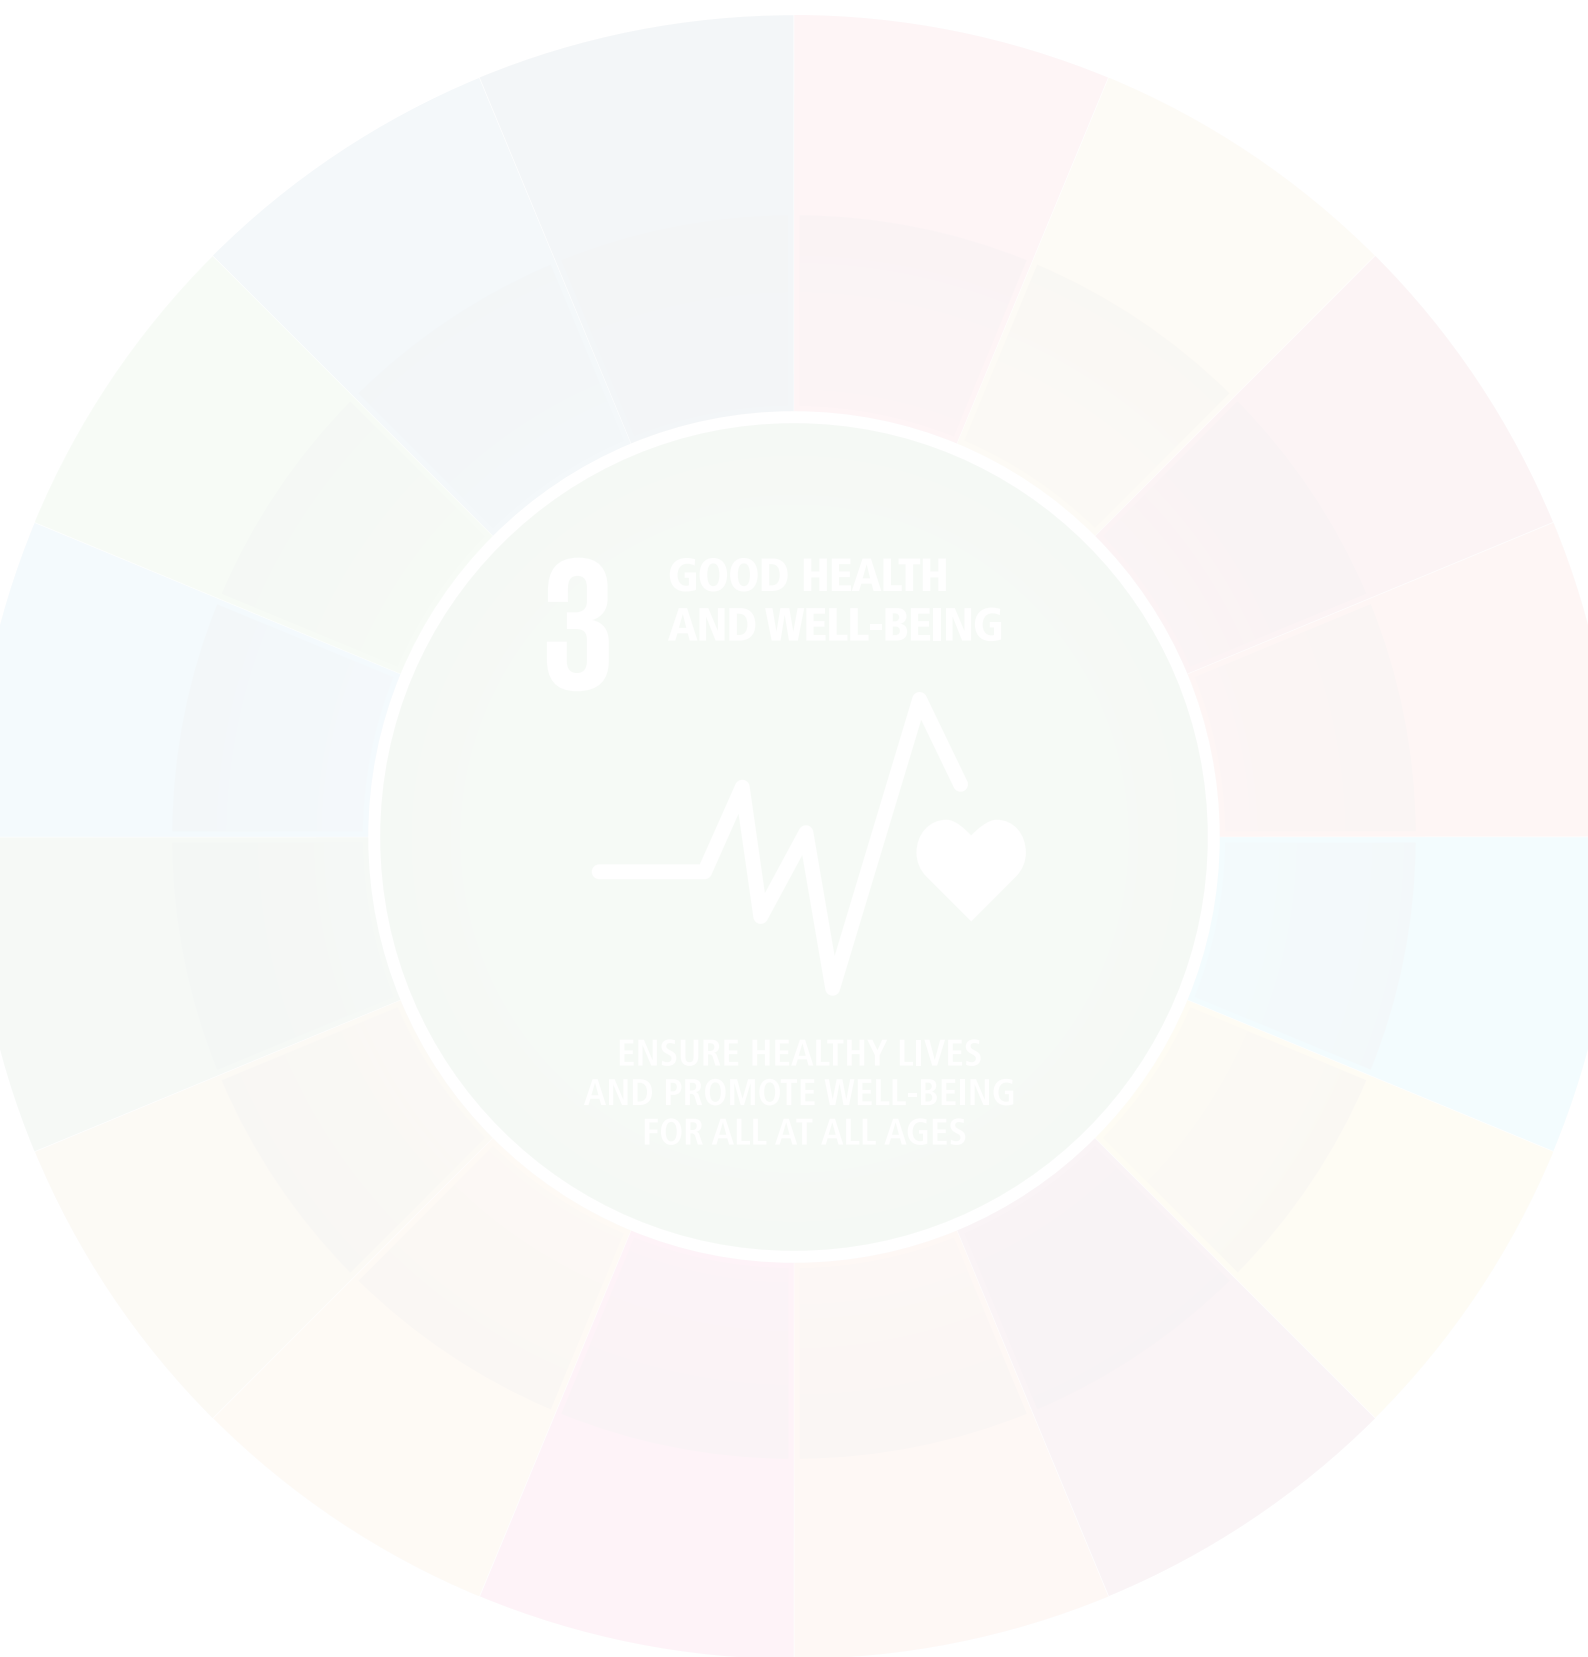 3
GOOD HEALTH
AND WELL-BEING
ENSURE HEALTHY LIVES
AND PROMOTE WELL-BEING
FOR ALL AT ALL AGES